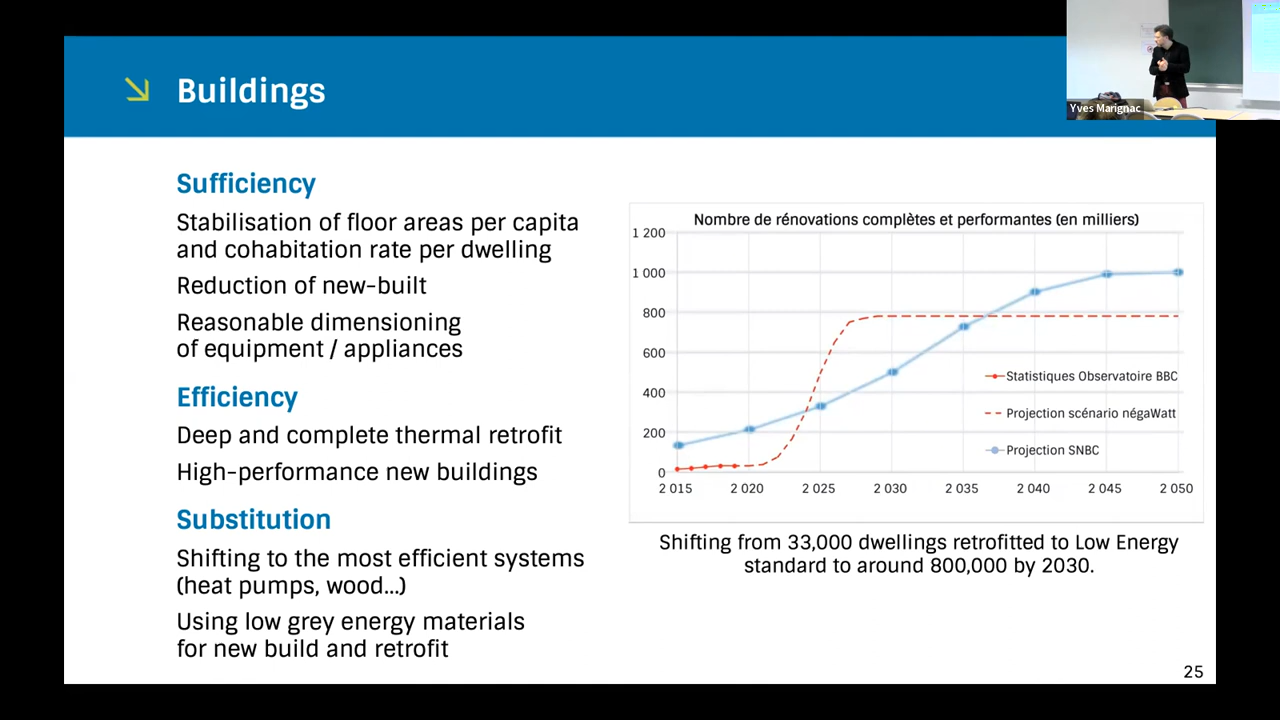 Buildings
Yves Marignac
Sufficiency
Stabilisation of floor areas per capita
and cohabitation rate per dwelling
Reduction of new-built
Reasonable dimensioning
of equipment / appliances
Efficiency
Deep and complete thermal retrofit
High-performance new buildings
Substitution
Shifting to the most efficient systems
(heat pumps, wood...)
Using low grey energy materials
for new build and retrofit
Nombre de rénovations complètes et performantes (en milliers)
1 200
1 000
800
600
400
200
0
2 015 2 020 2 025 2 030 2 035 2 040 2 045 2 050
Statistiques Observatoire BBC
Projection scénario négaWatt
Projection SNBC
Shifting from 33,000 dwellings retrofitted to Low Energy
standard to around 800,000 by 2030.
25